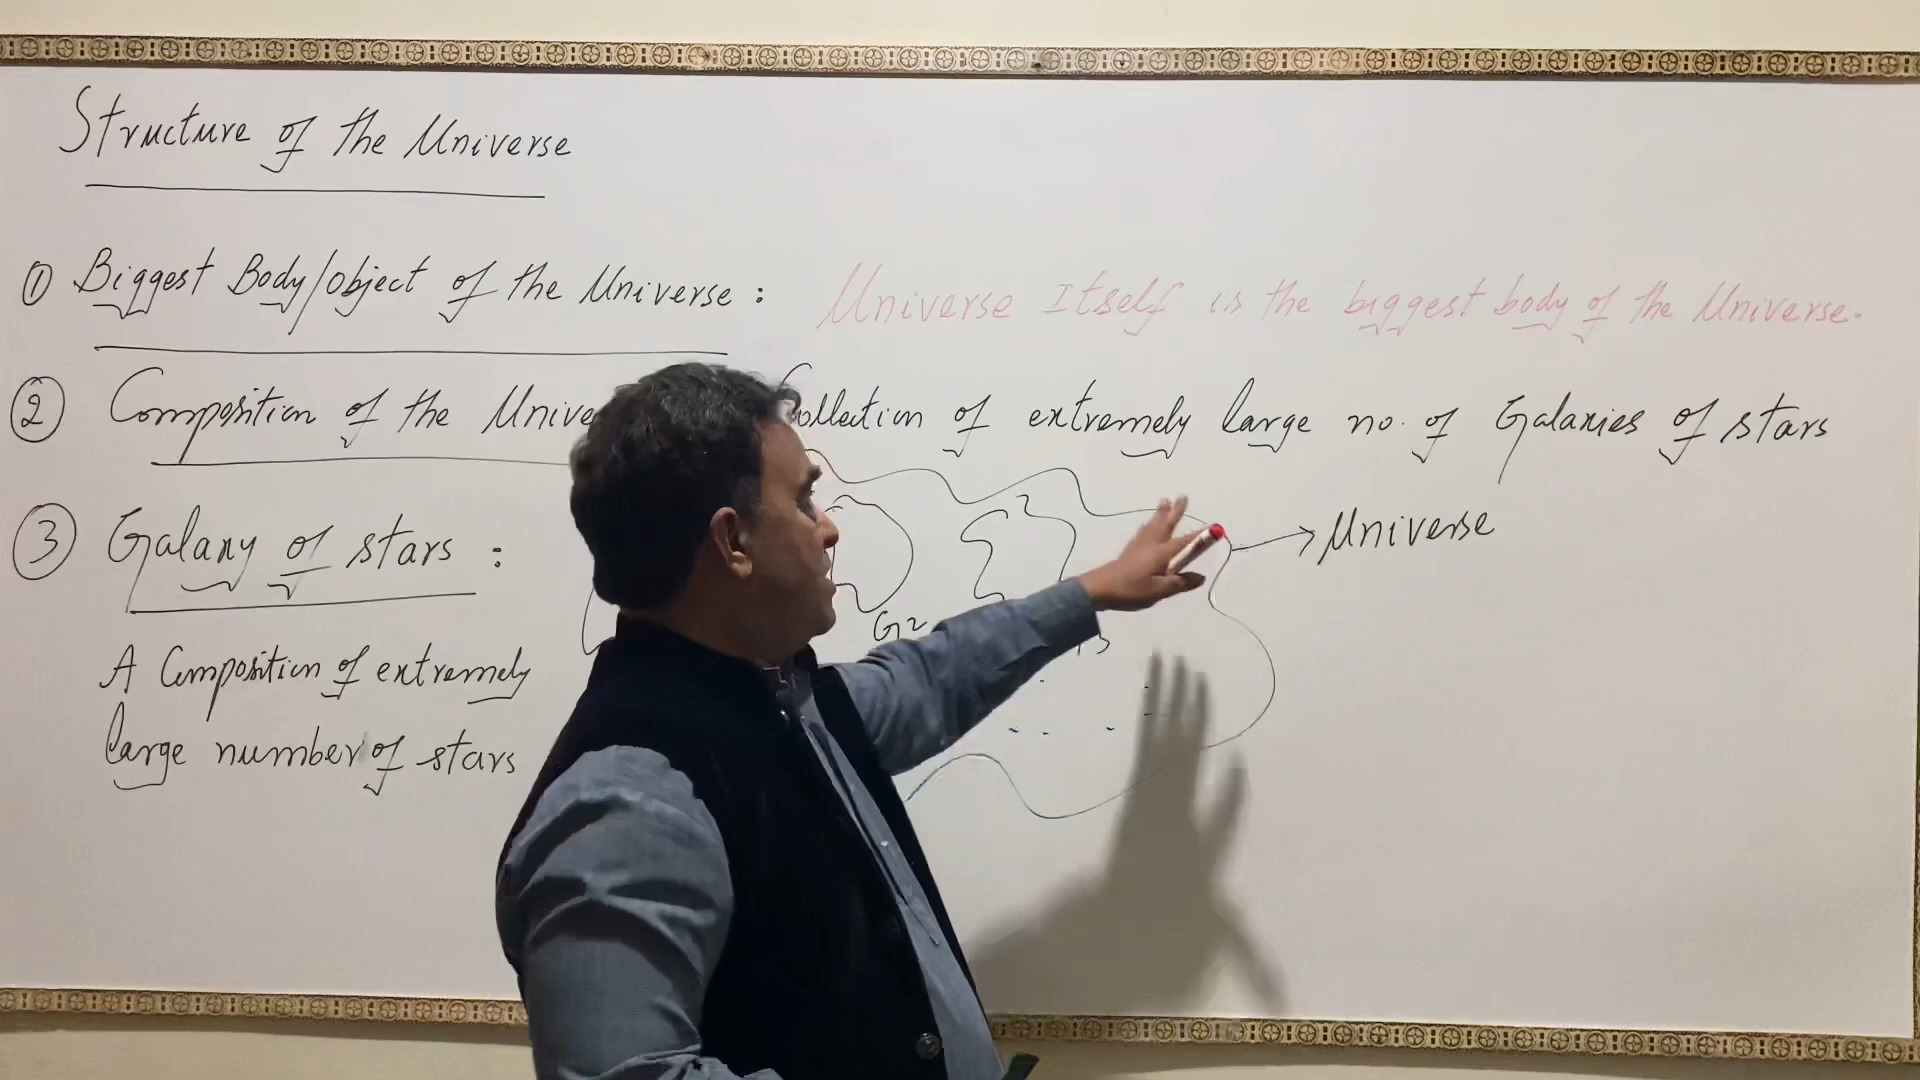 Structure of the Universe
① Biggest Body/object of the Universe : Universe Itself is the biggest body of the Universe.
② Composition of the Collection of extremely large no. of Galaxies of stars
③ Galaxy of stars :
Universe
G2
A Composition of extremely
large number of stars